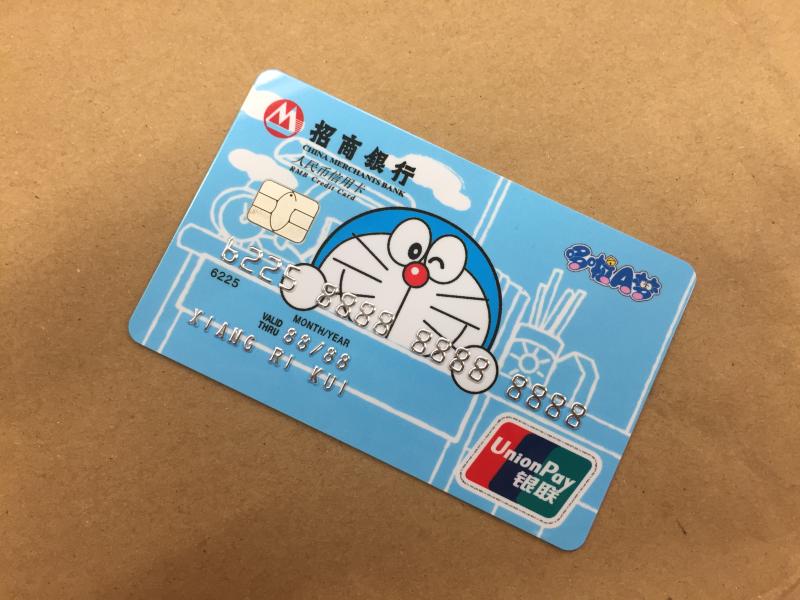 招商银行
CHINA MERCHANTS BANK
人民币信用卡
RMB Credit Card
哆啦A梦
6225 8888 8888 8888
6225
VALID THRU
MONTH/YEAR
88/88
XIANG RI KUI
UnionPay
银联